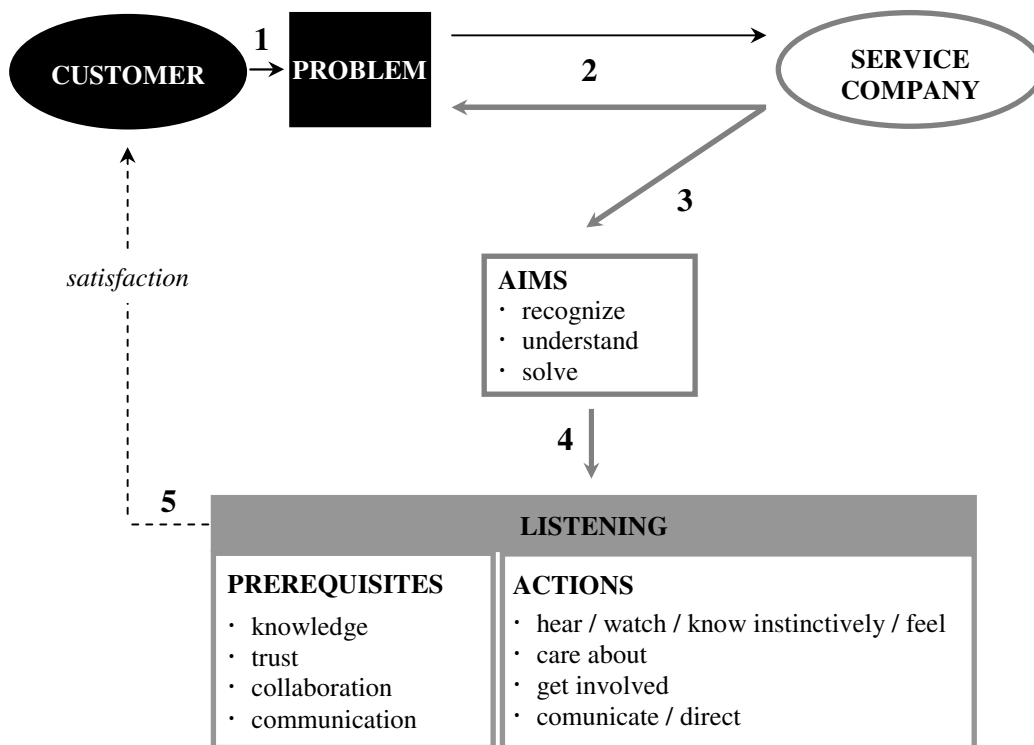 1
CUSTOMER
PROBLEM
2
SERVICE
COMPANY
3
satisfaction
AIMS
· recognize
· understand
· solve
4
5
LISTENING
PREREQUISITES
· knowledge
· trust
· collaboration
· communication
ACTIONS
· hear / watch / know instinctively / feel
· care about
· get involved
· comunicate / direct